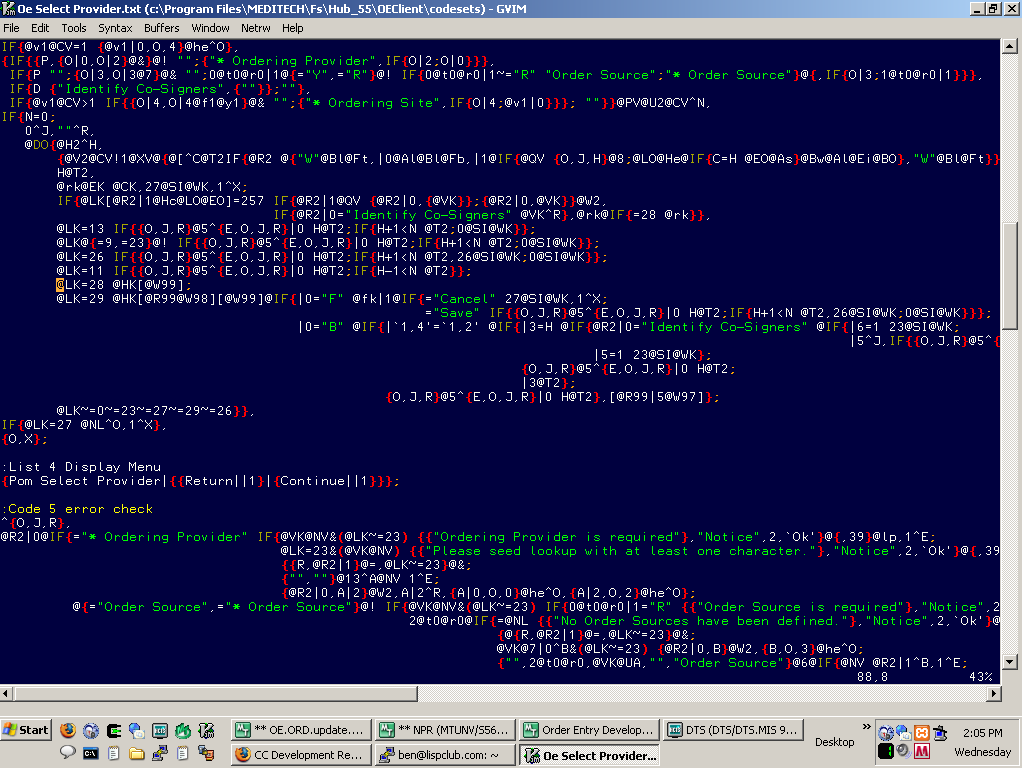 Oe Select Provider.txt (c:\Program Files\MEDITECH\Fs\Hub_55\OEClient\codesets) - GVIM
File Edit Tools Syntax Buffers Window Netrw Help
IF{@v1@CV=1 {@v1|0,O,4}@he^O},
{IF{{P,{O|0,O|2}@&}@! "";{"* Ordering Provider",IF{O|2;O|0}}},
IF{P "";{O|3,O|3@7}@& "";0@t0@r0|1@{="Y",="R"}@! IF{0@t0@r0|1~="R" "Order Source";"* Order Source"}@{,IF{O|3;1@t0@r0|1}}},
IF{D {"Identify Co-Signers",{""}};""},
IF{@v1@CV>1 IF{{O|4,O|4@f1@y1}@& "";{"* Ordering Site",IF{O|4;@v1|0}}}; ""}}@PV@U2@CV^N,
IF{N=0;
0^J,""^R,
@DO{@H2^H,
{@V2@CV!1@XV@{@[^C@T2IF{@R2 @{"W"@Bl@Ft,|0@Al@Bl@Fb,|1@IF{@QV {O,J,H}@8;@LO@He@IF{C=H @EO@As}@Bw@Al@Ei@BO},"W"@Bl@Ft}}
H@T2,
@rk@EK @CK,27@SI@WK,1^X;
IF{@LK[@R2|1@Hc@LO@EO]=257 IF{@R2|1@QV {@R2|0,{@VK}};{@R2|0,@VK}}@W2,
IF{@R2|0="Identify Co-Signers" @VK^R},@rk@IF{=28 @rk}},
@LK=13 IF{{O,J,R}@5^{E,O,J,R}|0 H@T2;IF{H+1<N @T2;0@SI@WK}};
@LK@{=9,=23}@! IF{{O,J,R}@5^{E,O,J,R}|0 H@T2;IF{H+1<N @T2;0@SI@WK}};
@LK=26 IF{{O,J,R}@5^{E,O,J,R}|0 H@T2;IF{H+1<N @T2,26@SI@WK;0@SI@WK}};
@LK=11 IF{{O,J,R}@5^{E,O,J,R}|0 H@T2;IF{H-1<N @T2}};
@LK=28 @HK[@W99];
@LK=29 @HK[@R99@W98][@W99]@IF{|0="F" @fk|1@IF{="Cancel" 27@SI@WK,1^X;
="Save" IF{{O,J,R}@5^{E,O,J,R}|0 H@T2;IF{H+1<N @T2,26@SI@WK;0@SI@WK}}};
|0="B" @IF{|`1,4'=`1,2' @IF{|3=H @IF{@R2|0="Identify Co-Signers" @IF{|6=1 23@SI@WK;
|5^J,IF{{O,J,R}@5^{
|5=1 23@SI@WK};
{O,J,R}@5^{E,O,J,R}|0 H@T2;
|3@T2};
{O,J,R}@5^{E,O,J,R}|0 H@T2},[@R99|5@W97]};
@LK~=0~=23~=27~=29~=26}},
IF{@LK=27 @NL^O,1^X},
{O,X};
:List 4 Display Menu
{Pom Select Provider|{{Return||1}|{Continue||1}}};
:Code 5 error check
^{O,J,R},
@R2|0@IF{="* Ordering Provider" IF{@VK@NV&(@LK~=23) {{"Ordering Provider is required"},"Notice",2,`Ok'}@{,39}@lp,1^E;
@LK=23&(@VK@NV) {{"Please seed lookup with at least one character."},"Notice",2,`Ok'}@{,39
{{R,@R2|1}@=,@LK~=23}@&;
{"",""}@13^A@NV 1^E;
{@R2|0,A|2}@W2,A|2^R,{A|0,O,0}@he^O,{A|2,O,2}@he^O};
@{="Order Source",="* Order Source"}@! IF{@VK@NV&(@LK~=23) IF{0@t0@r0|1="R" {{"Order Source is required"},"Notice",2
2@t0@r0@IF{=@NL {{"No Order Sources have been defined."},"Notice",2,`Ok'}@
{@{R,@R2|1}@=,@LK~=23}@&;
@VK@7|0^B&(@LK~=23) {@R2|0,B}@W2,{B,O,3}@he^O;
{"",2@t0@r0,@VK@UA,"","Order Source"}@6@IF{@NV @R2|1^B,1^E;
88,8 43%
Start
** OE.ORD.update....
** NPR (MTUNV/S56...
Order Entry Develop...
DTS (DTS/DTS.MIS 9...
CC Development Re...
ben@lispclub.com: ~
Oe Select Provider...
Desktop
2:05 PM
Wednesday